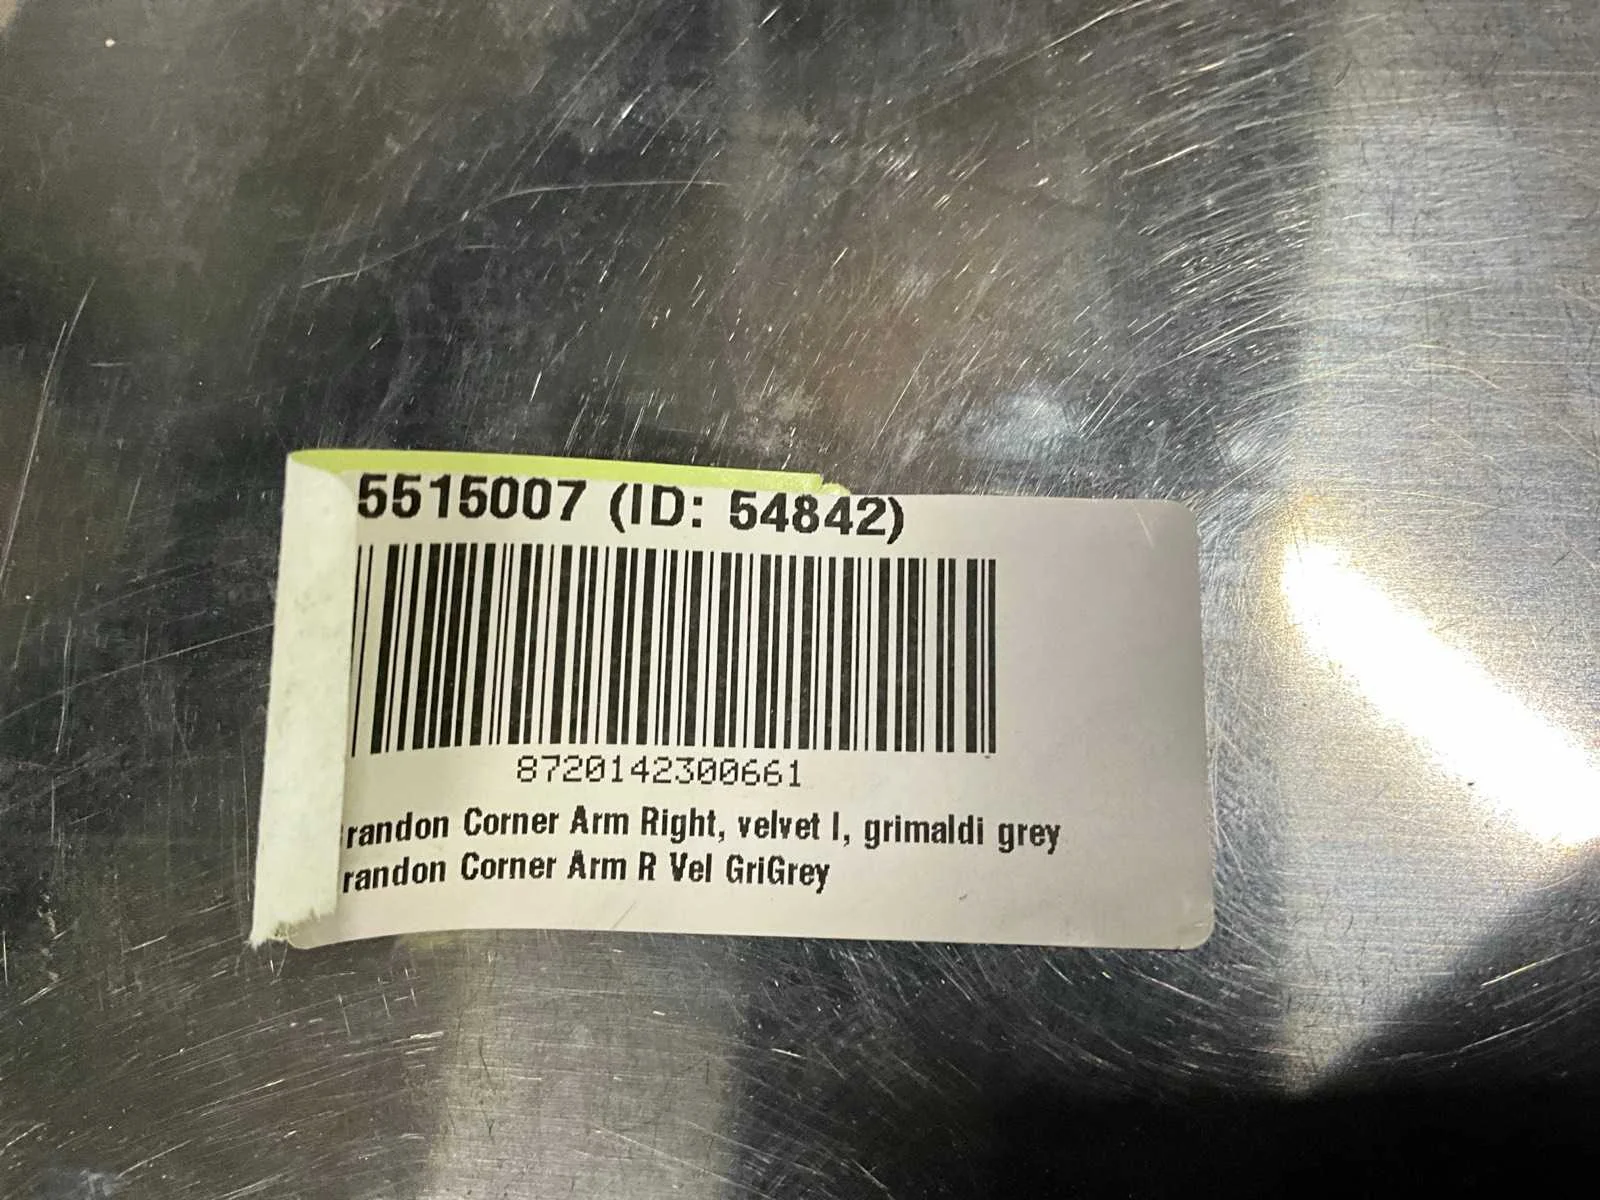 5515007 (ID: 54842)
8720142300661
randon Corner Arm Right, velvet I, grimaldi grey
randon Corner Arm R Vel GriGrey